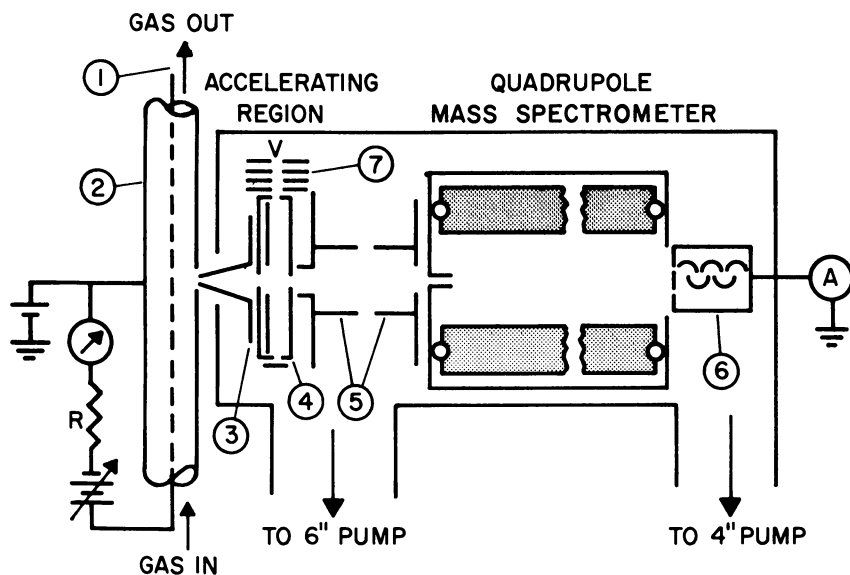 GAS OUT
1
ACCELERATING
REGION
QUADRUPOLE
MASS SPECTROMETER
V
7
2
A
R
3
4
5
6
TO 6" PUMP
TO 4" PUMP
GAS IN